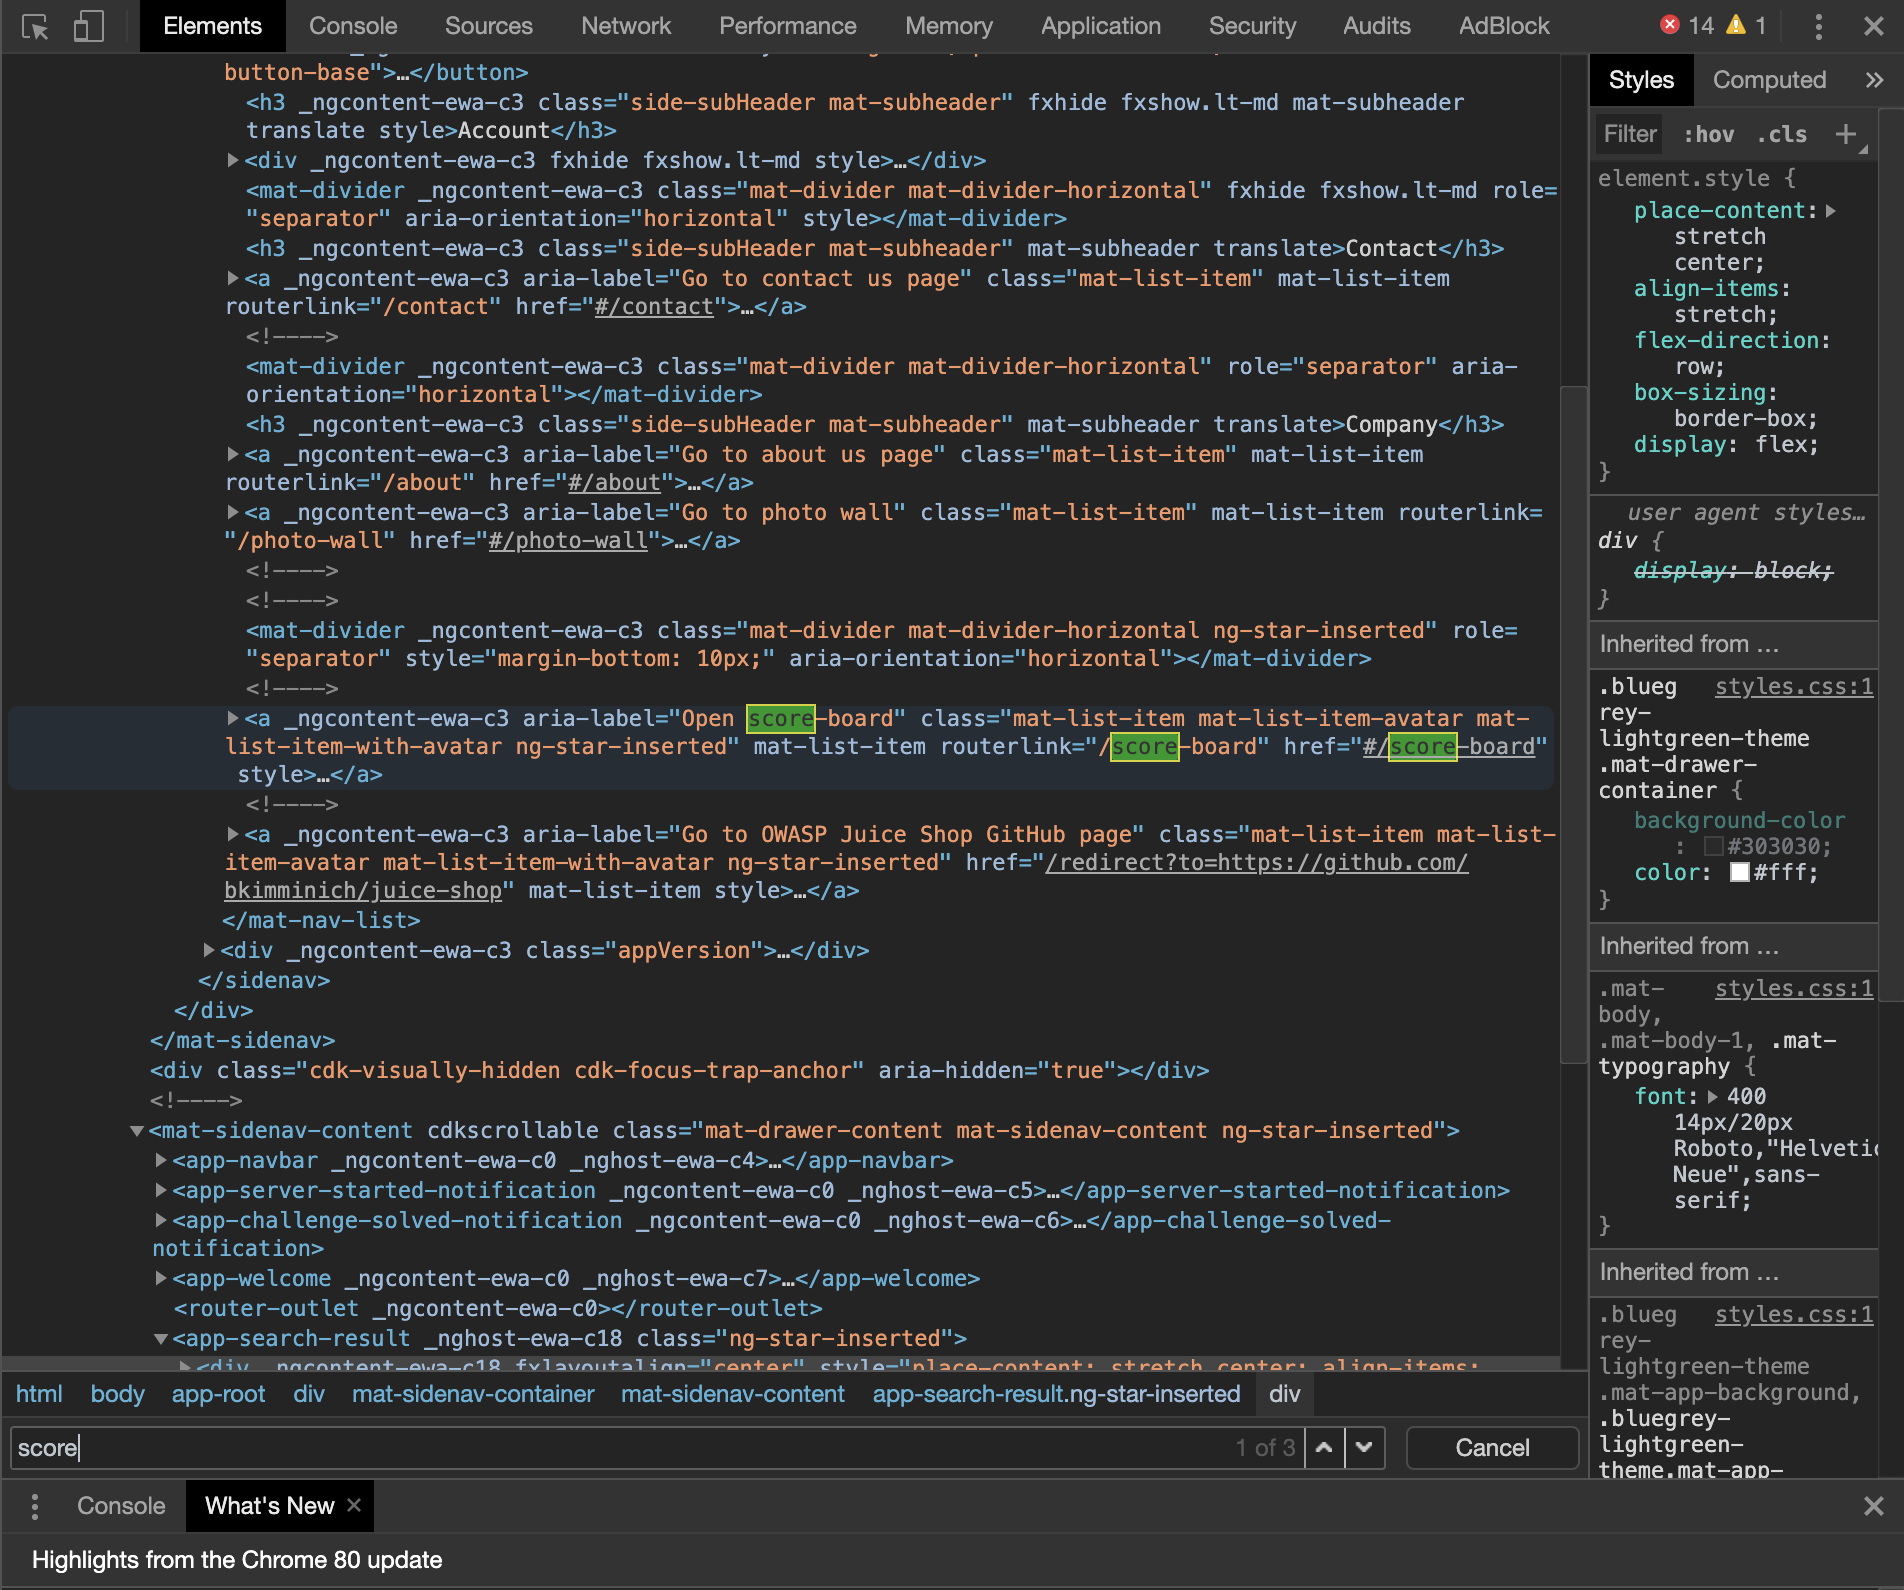 Elements Console Sources Network Performance Memory Application Security Audits AdBlock 14 1
button-base">…</button>
<h3 _ngcontent-ewa-c3 class="side-subHeader mat-subheader" fxhide fxshow.lt-md mat-subheader
translate style>Account</h3>
<div _ngcontent-ewa-c3 fxhide fxshow.lt-md style>…</div>
<mat-divider _ngcontent-ewa-c3 class="mat-divider mat-divider-horizontal" fxhide fxshow.lt-md role=
"separator" aria-orientation="horizontal" style></mat-divider>
<h3 _ngcontent-ewa-c3 class="side-subHeader mat-subheader" mat-subheader translate>Contact</h3>
<a _ngcontent-ewa-c3 aria-label="Go to contact us page" class="mat-list-item" mat-list-item
routerlink="/contact" href="#/contact">…</a>
<!---->
<mat-divider _ngcontent-ewa-c3 class="mat-divider mat-divider-horizontal" role="separator" aria-
orientation="horizontal"></mat-divider>
<h3 _ngcontent-ewa-c3 class="side-subHeader mat-subheader" mat-subheader translate>Company</h3>
<a _ngcontent-ewa-c3 aria-label="Go to about us page" class="mat-list-item" mat-list-item
routerlink="/about" href="#/about">…</a>
<a _ngcontent-ewa-c3 aria-label="Go to photo wall" class="mat-list-item" mat-list-item routerlink=
"/photo-wall" href="#/photo-wall">…</a>
<!---->
<!---->
<mat-divider _ngcontent-ewa-c3 class="mat-divider mat-divider-horizontal ng-star-inserted" role=
"separator" style="margin-bottom: 10px;" aria-orientation="horizontal"></mat-divider>
<!---->
<a _ngcontent-ewa-c3 aria-label="Open score-board" class="mat-list-item mat-list-item-avatar mat-
list-item-with-avatar ng-star-inserted" mat-list-item routerlink="/score-board" href="#/score-board"
style>…</a>
<!---->
<a _ngcontent-ewa-c3 aria-label="Go to OWASP Juice Shop GitHub page" class="mat-list-item mat-list-
item-avatar mat-list-item-with-avatar ng-star-inserted" href="/redirect?to=https://github.com/
bkimminich/juice-shop" mat-list-item style>…</a>
</mat-nav-list>
<div _ngcontent-ewa-c3 class="appVersion">…</div>
</sidenav>
</div>
</mat-sidenav>
<div class="cdk-visually-hidden cdk-focus-trap-anchor" aria-hidden="true"></div>
<!---->
<mat-sidenav-content cdkscrollable class="mat-drawer-content mat-sidenav-content ng-star-inserted">
<app-navbar _ngcontent-ewa-c0 _nghost-ewa-c4>…</app-navbar>
<app-server-started-notification _ngcontent-ewa-c0 _nghost-ewa-c5>…</app-server-started-notification>
<app-challenge-solved-notification _ngcontent-ewa-c0 _nghost-ewa-c6>…</app-challenge-solved-
notification>
<app-welcome _ngcontent-ewa-c0 _nghost-ewa-c7>…</app-welcome>
<router-outlet _ngcontent-ewa-c0></router-outlet>
<app-search-result _nghost-ewa-c18 class="ng-star-inserted">
<div _ngcontent-ewa-c18 fxlayoutalign="center" style="place-content: stretch center; align-items:
html body app-root div mat-sidenav-container mat-sidenav-content app-search-result.ng-star-inserted div
score 1 of 3 Cancel
Styles Computed »
Filter :hov .cls +
element.style {
place-content:
stretch
center;
align-items:
stretch;
flex-direction:
row;
box-sizing:
border-box;
display: flex;
}
user agent styles…
div {
display: block;
}
Inherited from …
.blueg styles.css:1
rey-
lightgreen-theme
.mat-drawer-
container {
background-color
: #303030;
color: #fff;
}
Inherited from …
.mat- styles.css:1
body,
.mat-body-1, .mat-
typography {
font: 400
14px/20px
Roboto,"Helvetic
Neue",sans-
serif;
}
Inherited from …
.blueg styles.css:1
rey-
lightgreen-theme
.mat-app-background,
.bluegrey-
lightgreen-
theme.mat-app-
Console What's New
Highlights from the Chrome 80 update